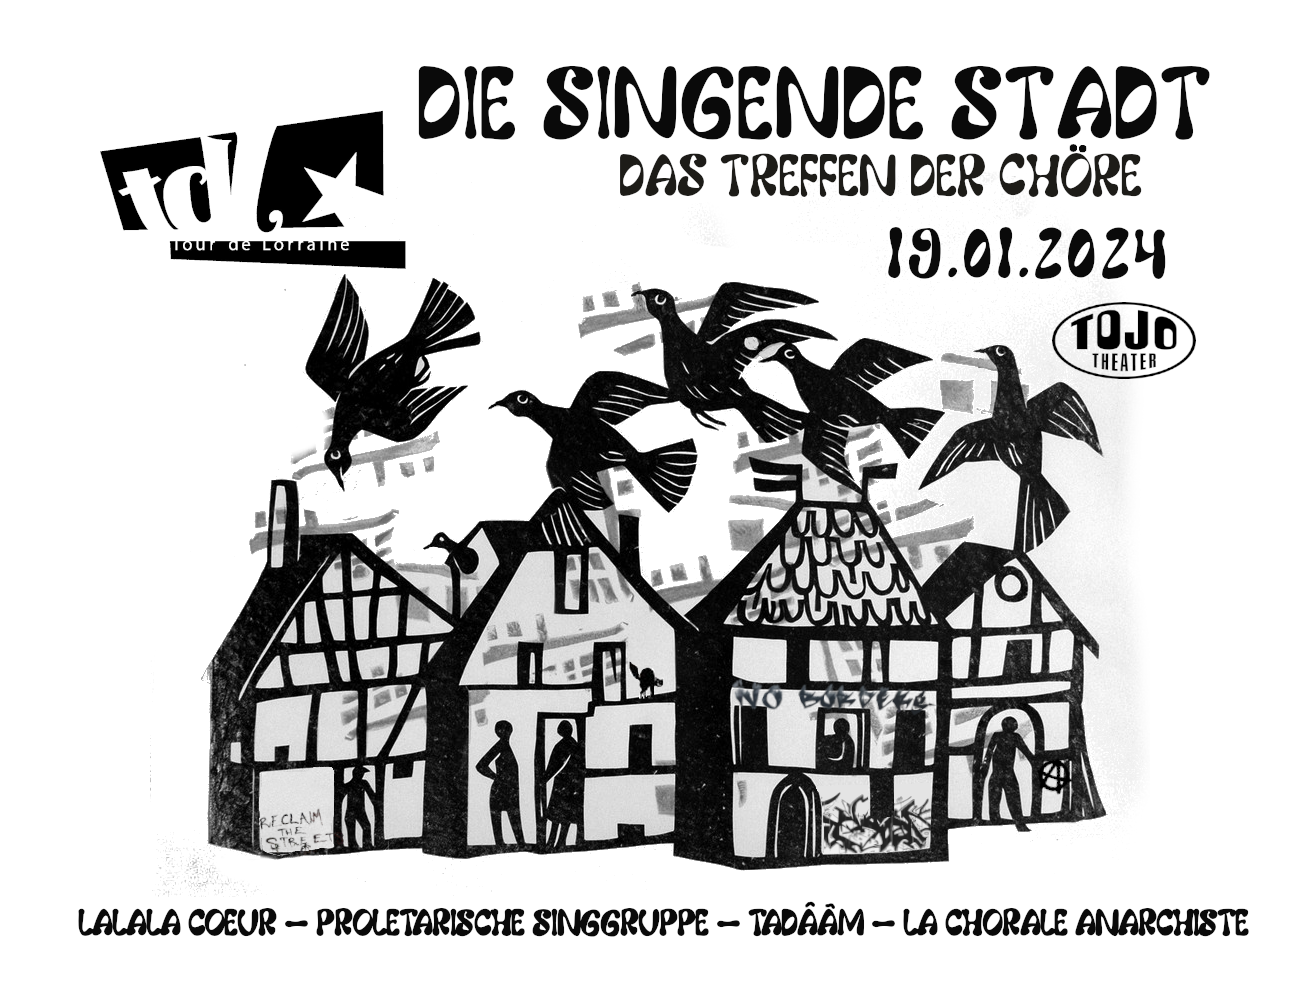 DIE SINGENDE STADT
DAS TREFFEN DER CHÖRE
tdl
Tour de Lorraine
19.01.2024
TOJO
THEATER
NO BORDERS
RECLAIM
THE
STREET
LALALA COEUR – PROLETARISCHE SINGGRUPPE – TADÂÂM – LA CHORALE ANARCHISTE